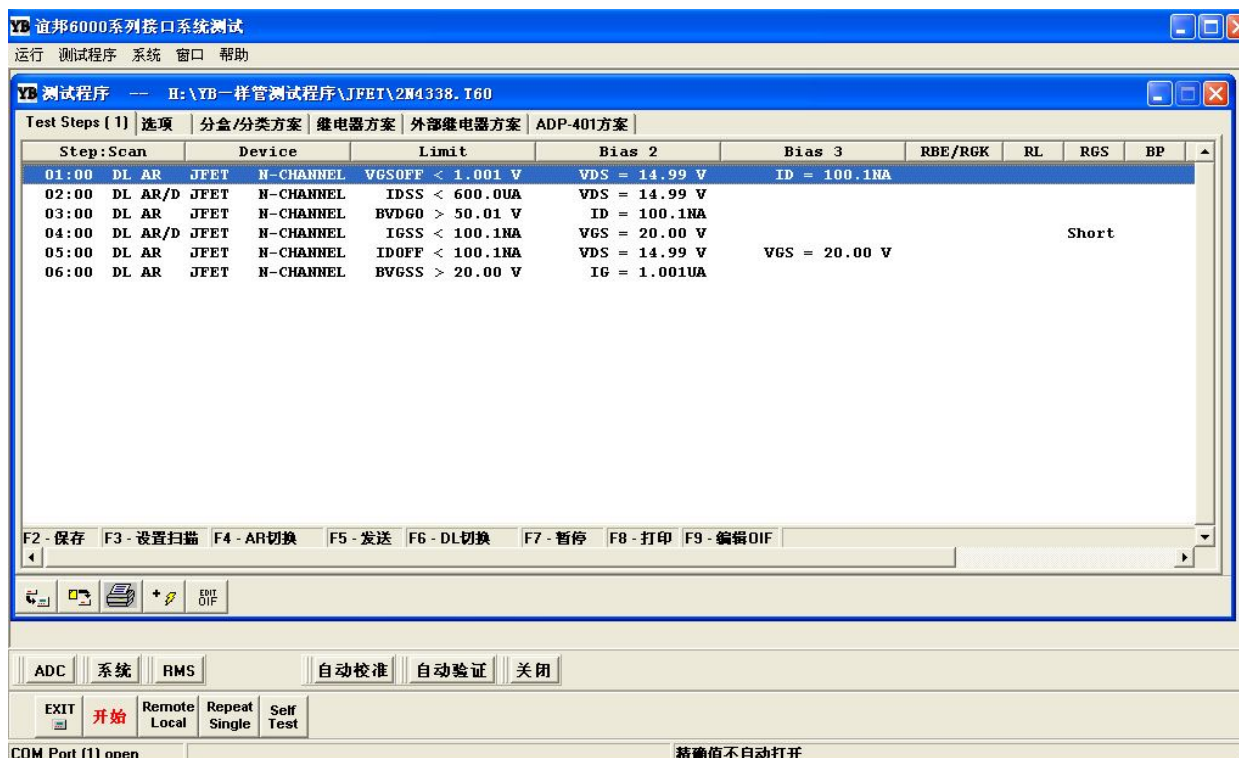 YB 谊邦6000系列接口系统测试
运行 测试程序 系统 窗口 帮助
YB 测试程序 -- H:\YB一样管测试程序\JFET\2N4338.T60
Test Steps (1) 选项 分盒/分类方案 继电器方案 外部继电器方案 ADP-401方案
Step:Scan Device Limit Bias 2 Bias 3 RBE/RGK RL RGS BP
01:00 DL AR JFET N-CHANNEL VGSOFF < 1.001 V VDS = 14.99 V ID = 100.1NA
02:00 DL AR/D JFET N-CHANNEL IDSS < 600.0UA VDS = 14.99 V
03:00 DL AR JFET N-CHANNEL BVDGO > 50.01 V ID = 100.1NA
04:00 DL AR/D JFET N-CHANNEL IGSS < 100.1NA VGS = 20.00 V Short
05:00 DL AR JFET N-CHANNEL IDOFF < 100.1NA VDS = 14.99 V VGS = 20.00 V
06:00 DL AR JFET N-CHANNEL BVGSS > 20.00 V IG = 1.001UA
F2 - 保存 F3 - 设置扫描 F4 - AR切换 F5 - 发送 F6 - DL切换 F7 - 暂停 F8 - 打印 F9 - 编辑OIF
EDIT OIF
ADC 系统 RMS 自动校准 自动验证 关闭
EXIT 开始 Remote Local Repeat Single Self Test
COM Port (1) open 精确值不自动打开